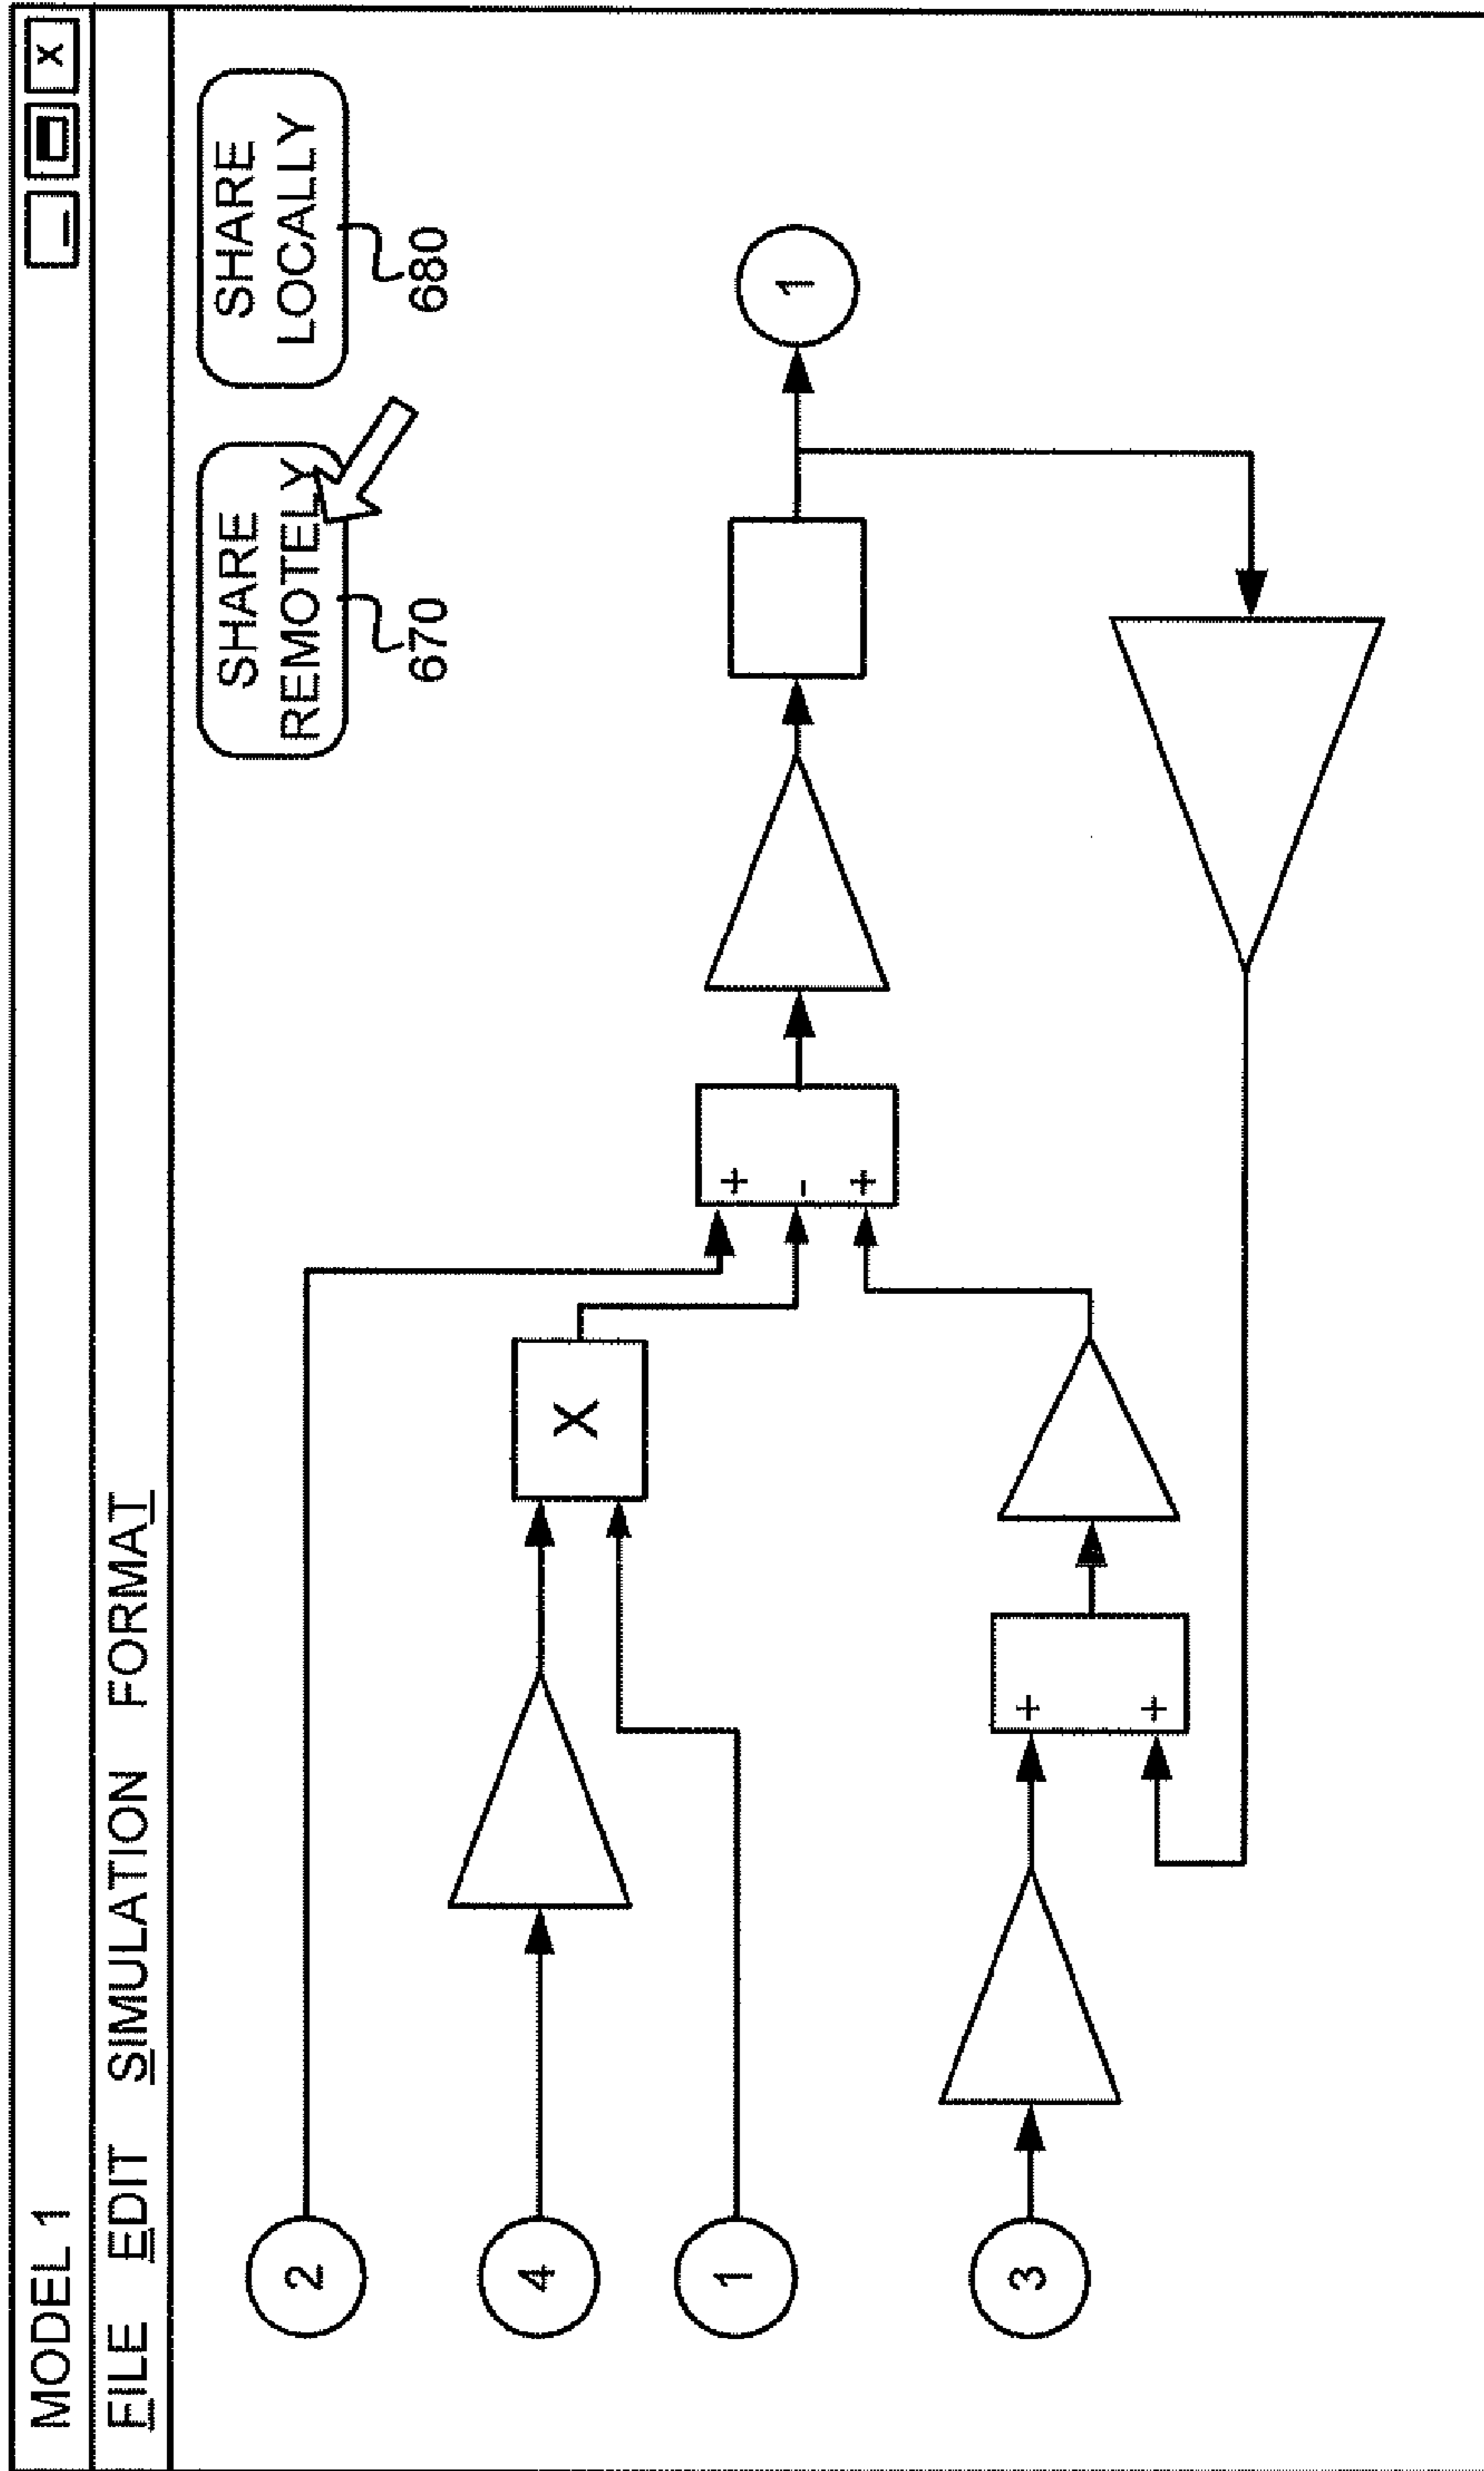 MODEL 1
_ X
FILE EDIT SIMULATION FORMAT
SHARE
REMOTELY
670
SHARE
LOCALLY
680
2
4
X
1
+
-
+
1
3
+
+